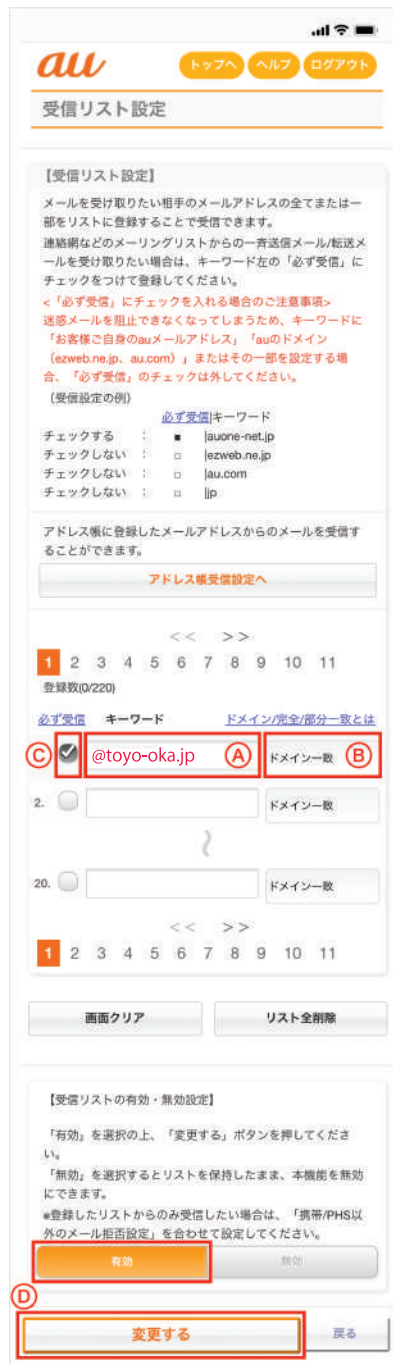 au
トップへ ヘルプ ログアウト
受信リスト設定
【受信リスト設定】
メールを受け取りたい相手のメールアドレスの全てまたは一
部をリストに登録することで受信できます。
連絡網などのメーリングリストからの一斉送信メール/転送メ
ールを受け取りたい場合は、キーワード左の「必ず受信」に
チェックをつけて登録してください。
<「必ず受信」にチェックを入れる場合のご注意事項>
迷惑メールを阻止できなくなってしまうため、キーワードに
「お客様ご自身のauメールアドレス」「auのドメイン
（ezweb.ne.jp、au.com）」またはその一部を設定する場
合、「必ず受信」のチェックは外してください。
（受信設定の例）
必ず受信|キーワード
チェックする : ■ |auone-net.jp
チェックしない : □ |ezweb.ne.jp
チェックしない : □ |au.com
チェックしない : □ |jp
アドレス帳に登録したメールアドレスからのメールを受信す
ることができます。
アドレス帳受信設定へ
<< >>
1 2 3 4 5 6 7 8 9 10 11
登録数(0/220)
必ず受信 キーワード ドメイン/完全/部分一致とは
Ⓒ @toyo-oka.jp Ⓐ ドメイン一致 Ⓑ
2. ドメイン一致
20. ドメイン一致
<< >>
1 2 3 4 5 6 7 8 9 10 11
画面クリア リスト全削除
【受信リストの有効・無効設定】
「有効」を選択の上、「変更する」ボタンを押してくださ
い。
「無効」を選択するとリストを保持したまま、本機能を無効
にできます。
※登録したリストからのみ受信したい場合は、「携帯/PHS以
外のメール拒否設定」を合わせて設定してください。
有効 無効
Ⓓ
変更する 戻る